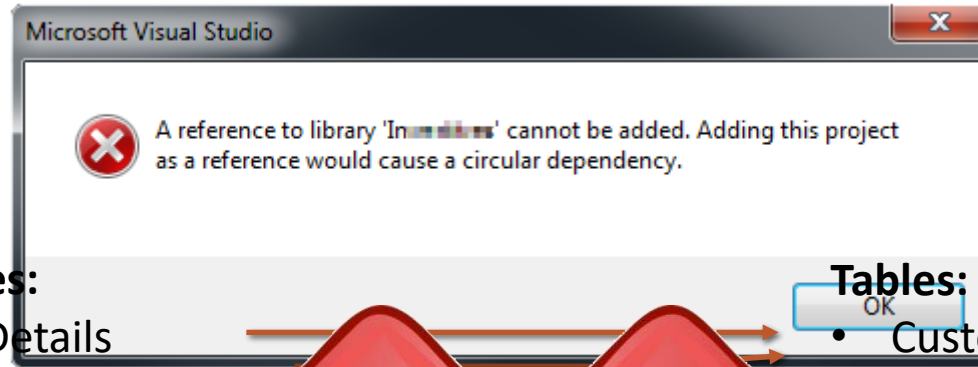 Microsoft Visual Studio
A reference to library ' ' cannot be added. Adding this project
as a reference would cause a circular dependency.
Tables:
OK
Details
•